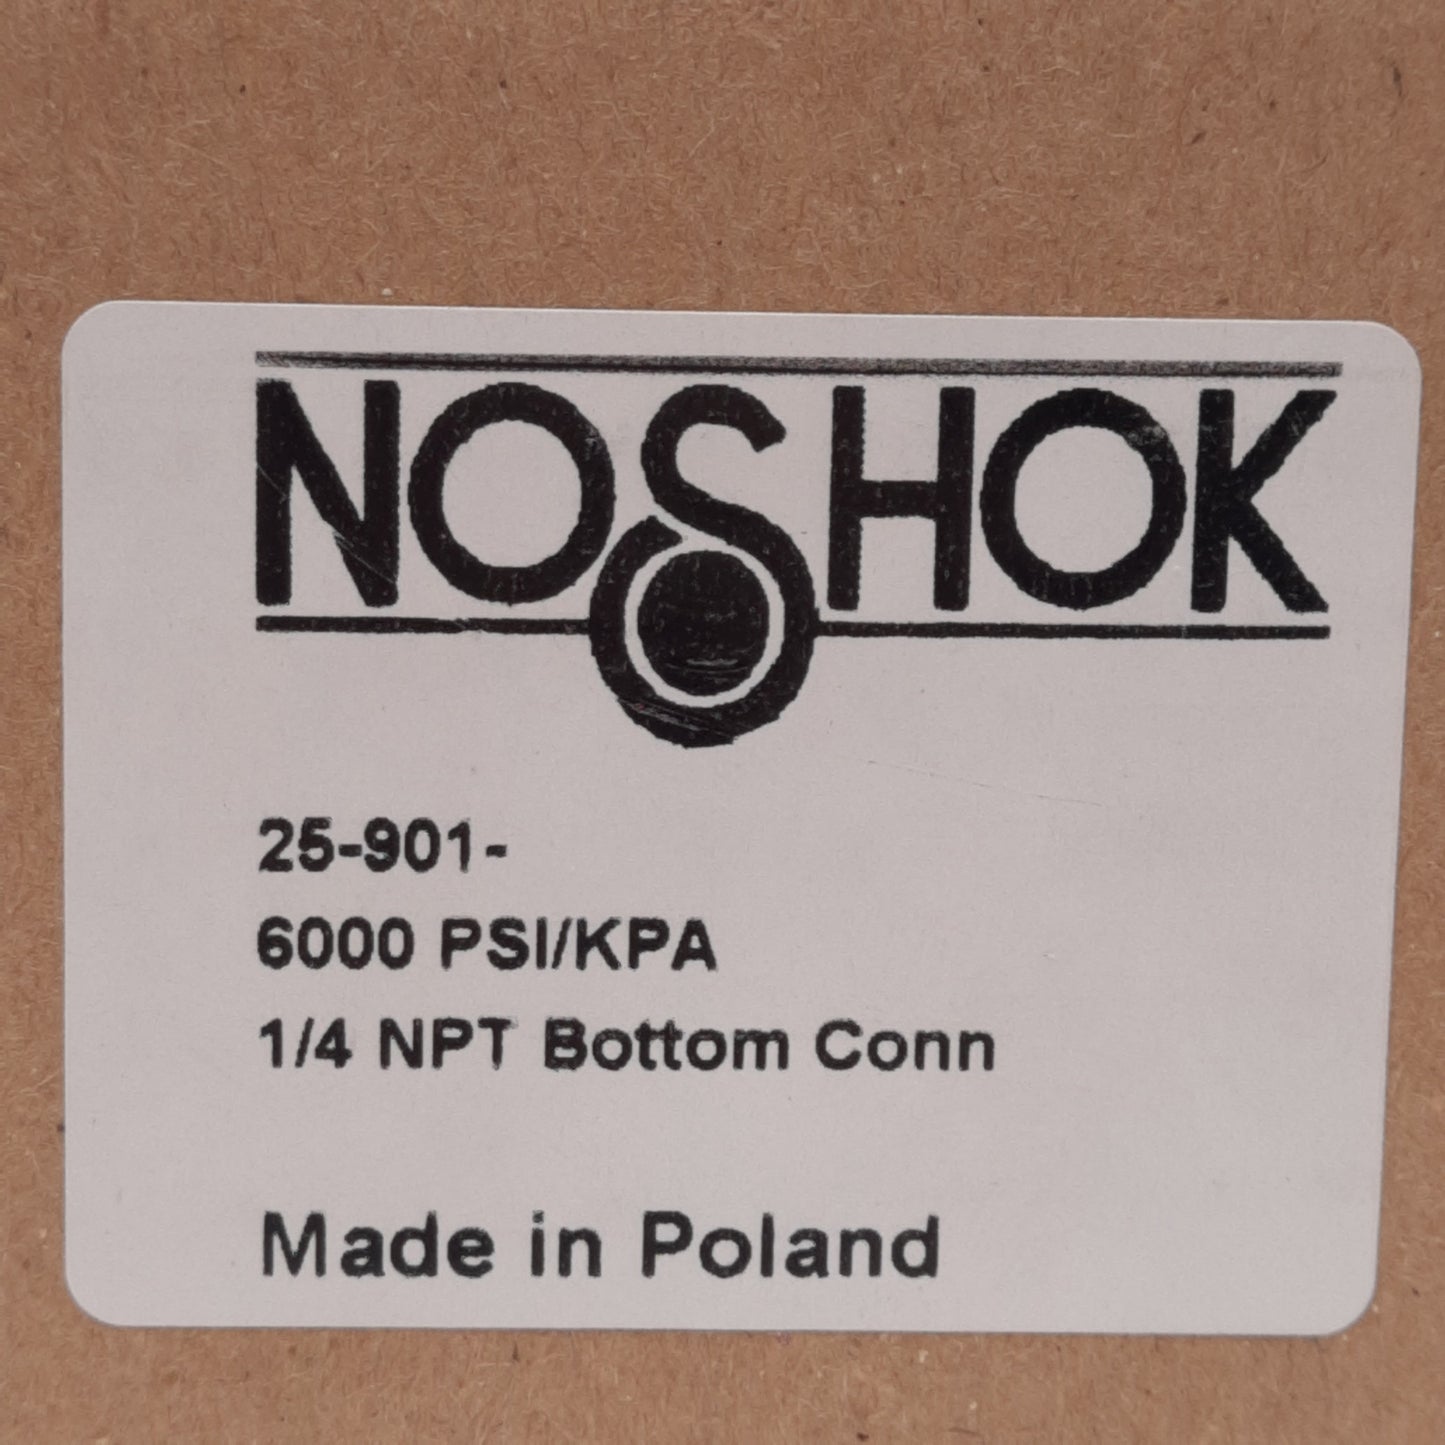 NOSHOK
25-901-
6000 PSI/KPA
1/4 NPT Bottom Conn
Made in Poland